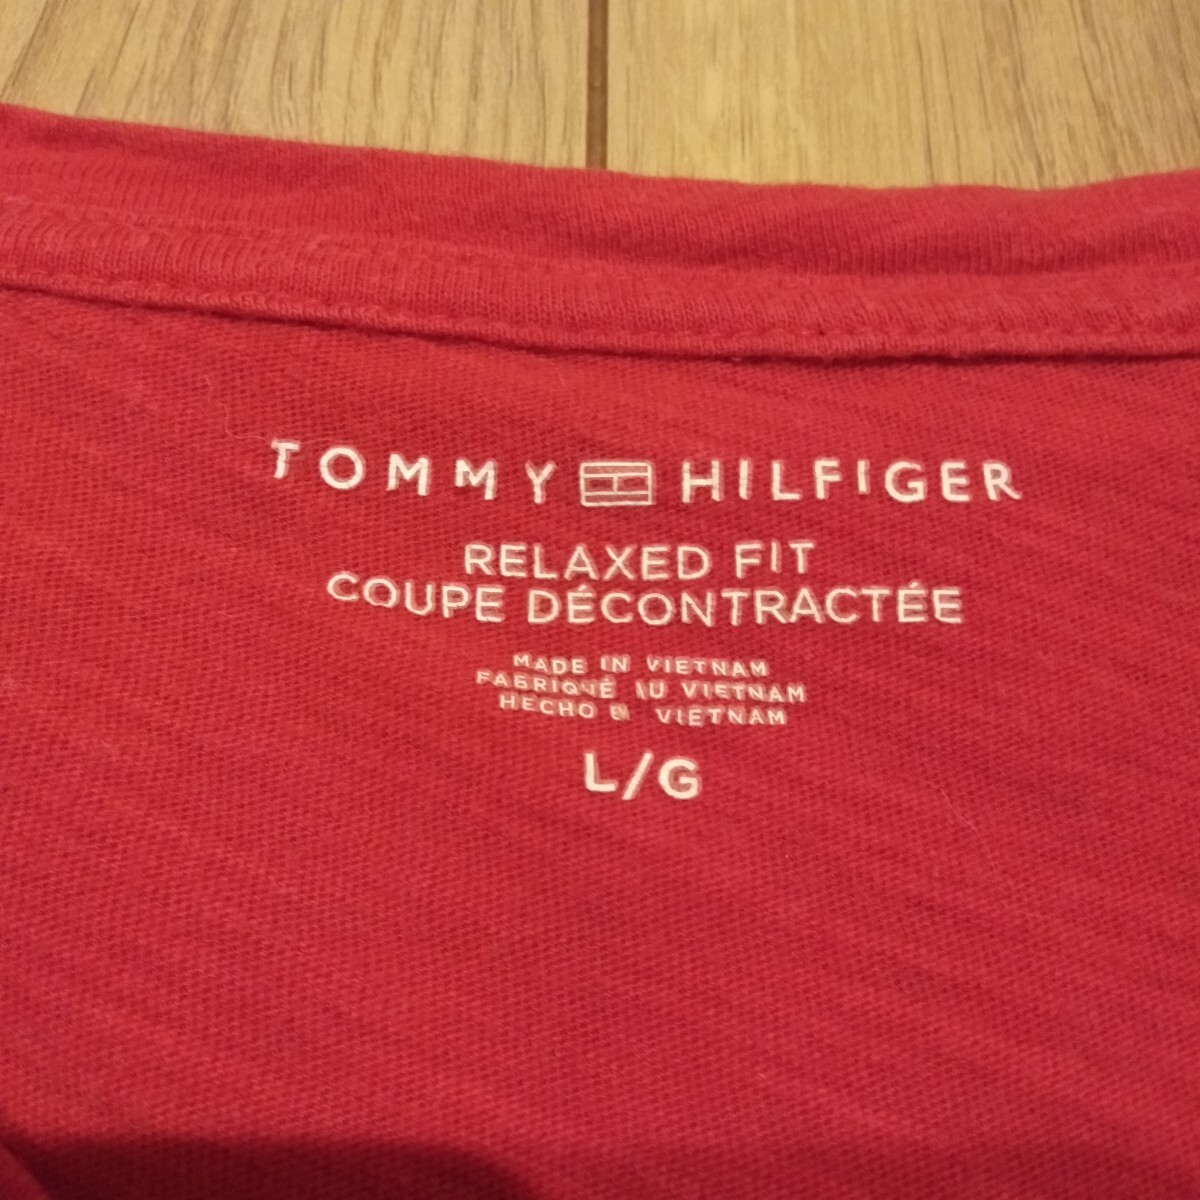 TOMMY HILFIGER
RELAXED FIT
COUPE DÉCONTRACTÉE
MADE IN VIETNAM
FABRIQUÉ AU VIETNAM
HECHO EN VIETNAM
L/G